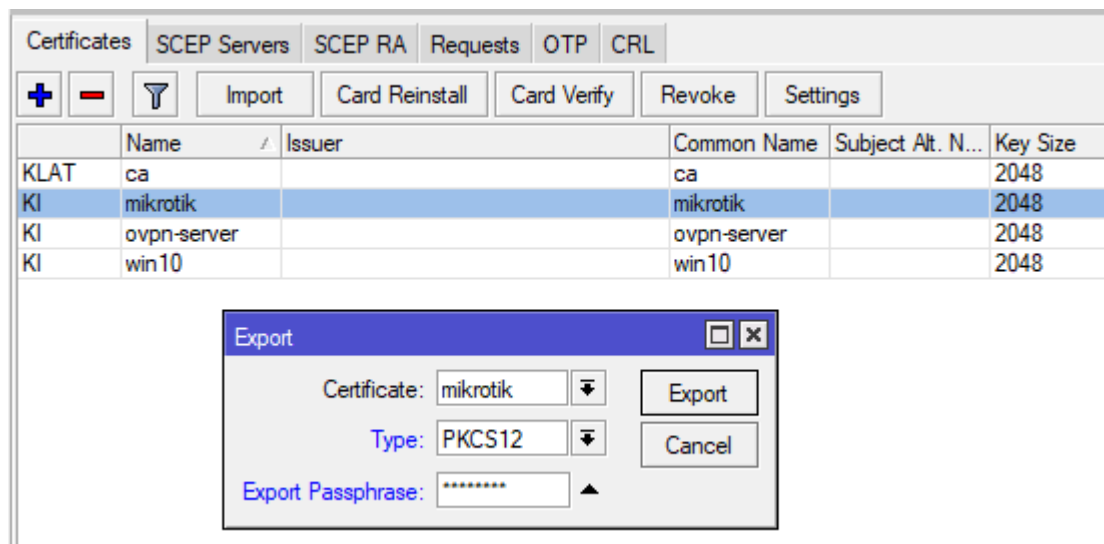 Certificates SCEP Servers SCEP RA Requests OTP CRL
Import Card Reinstall Card Verify Revoke Settings
Name Issuer Common Name Subject Alt. N... Key Size
KLAT ca ca 2048
KI mikrotik mikrotik 2048
KI ovpn-server ovpn-server 2048
KI win10 win10 2048
Export
Certificate: mikrotik Export
Type: PKCS12 Cancel
Export Passphrase: ********